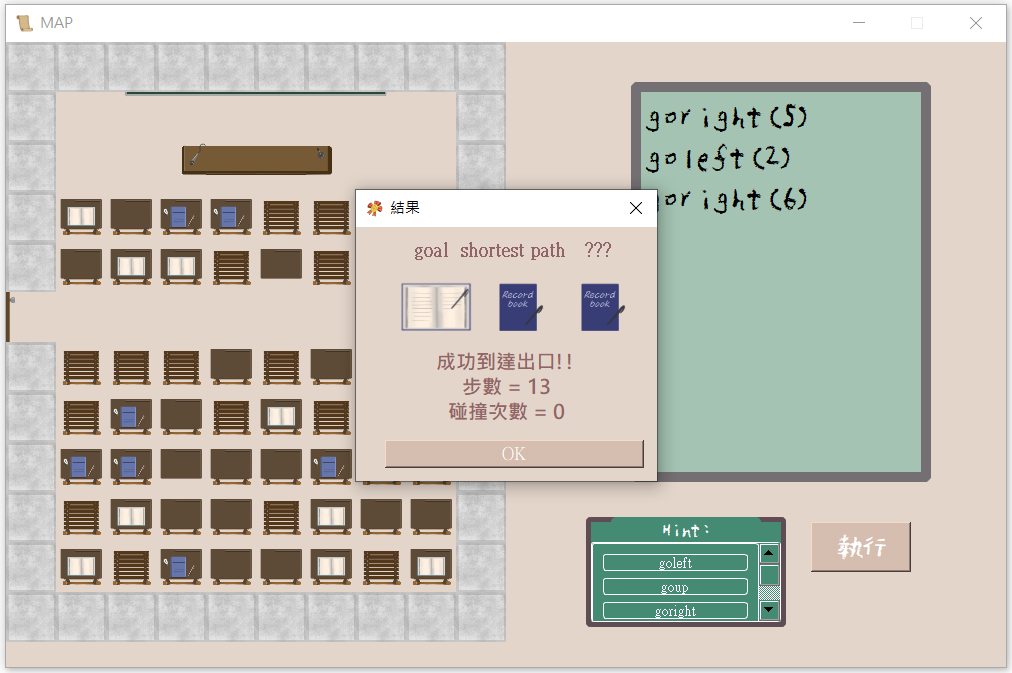 MAP
goright(5)
goleft(2)
goright(6)
結果
goal shortest path ???
Record book
Record book
成功到達出口!!
步數 = 13
碰撞次數 = 0
OK
Hint:
goleft
goup
goright
執行